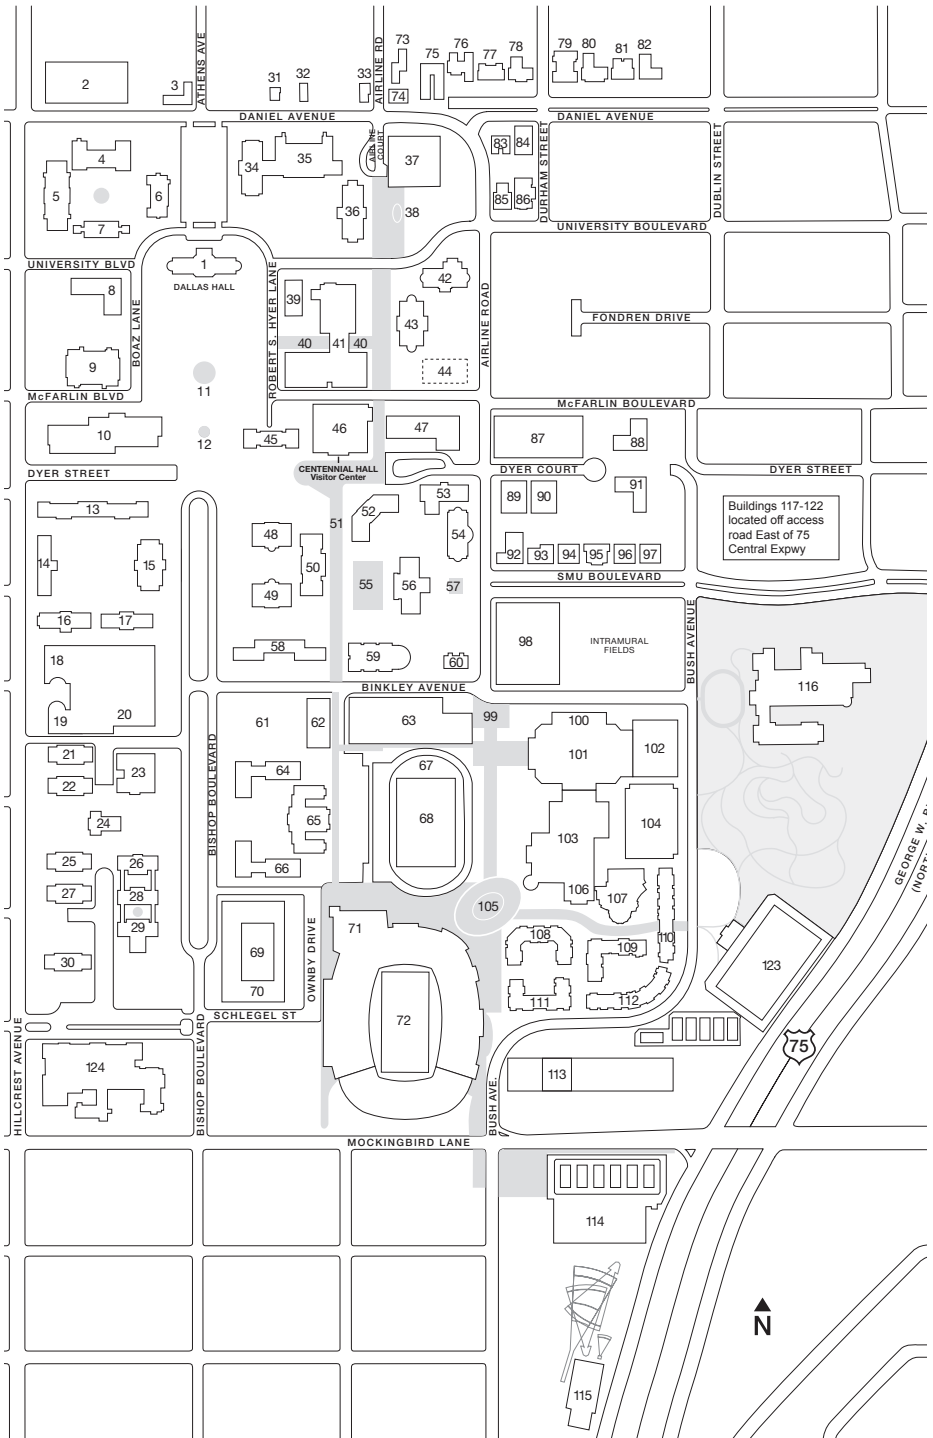 73
75
76
77
78
79
80
81
82
ATHENS AVE
AIRLINE RD
2
3
31
32
33
74
DANIEL AVENUE
DANIEL AVENUE
AIRLINE
COURT
DURHAM STREET
DUBLIN STREET
4
5
6
7
34
35
36
37
38
83
84
85
86
UNIVERSITY BOULEVARD
UNIVERSITY BLVD
1
DALLAS HALL
8
BOAZ LANE
ROBERT S. HYER LANE
39
42
43
AIRLINE ROAD
FONDREN DRIVE
40
41
40
9
11
44
McFARLIN BLVD
McFARLIN BOULEVARD
10
12
45
46
47
87
88
CENTENNIAL HALL
Visitor Center
DYER STREET
DYER COURT
DYER STREET
13
14
15
16
17
48
49
50
51
52
53
54
55
56
57
89
90
91
92
93
94
95
96
97
Buildings 117-122
located off access
road East of 75
Central Expwy
SMU BOULEVARD
BUSH AVENUE
98
INTRAMURAL
FIELDS
58
59
60
18
19
20
BINKLEY AVENUE
116
61
62
63
99
100
101
102
21
22
23
BISHOP BOULEVARD
64
65
66
67
68
103
104
24
25
26
27
28
29
30
106
107
105
GEORGE W. B
(NORT
69
70
OWNBY DRIVE
71
72
108
109
110
111
112
123
SCHLEGEL ST
HILLCREST AVENUE
BISHOP BOULEVARD
124
75
113
BUSH AVE.
MOCKINGBIRD LANE
114
N
115